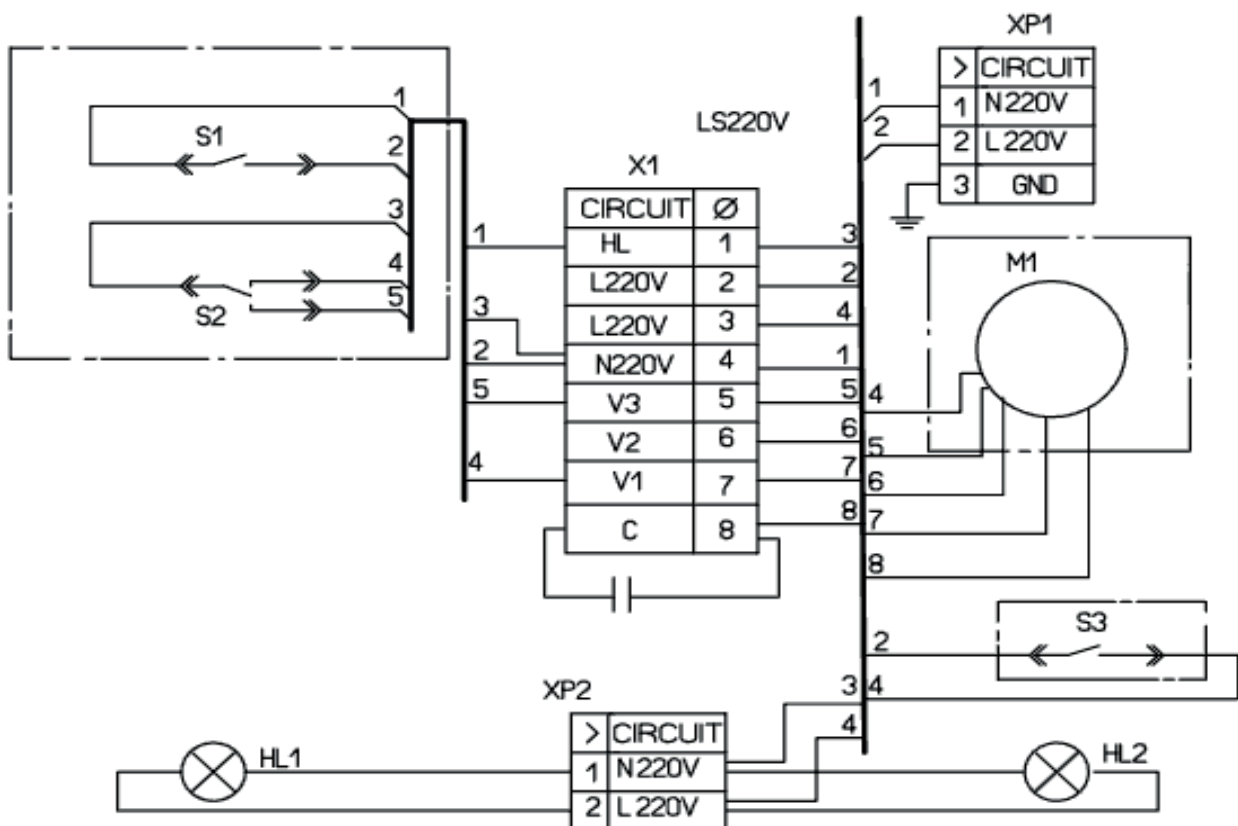 XP1
> CIRCUIT
1 N220V
2 L220V
3 GND
1
2
LS220V
1
S1
2
3
4
5
S2
X1
CIRCUIT Ø
1 HL 1 3
L220V 2 2
3 L220V 3 4
2 N220V 4 1
5 V3 5 5
V2 6 6
4 V1 7 7
C 8 8
M1
4
5
6
7
8
S3
2
3 4
4
XP2
> CIRCUIT
1 N220V
2 L220V
HL1
HL2